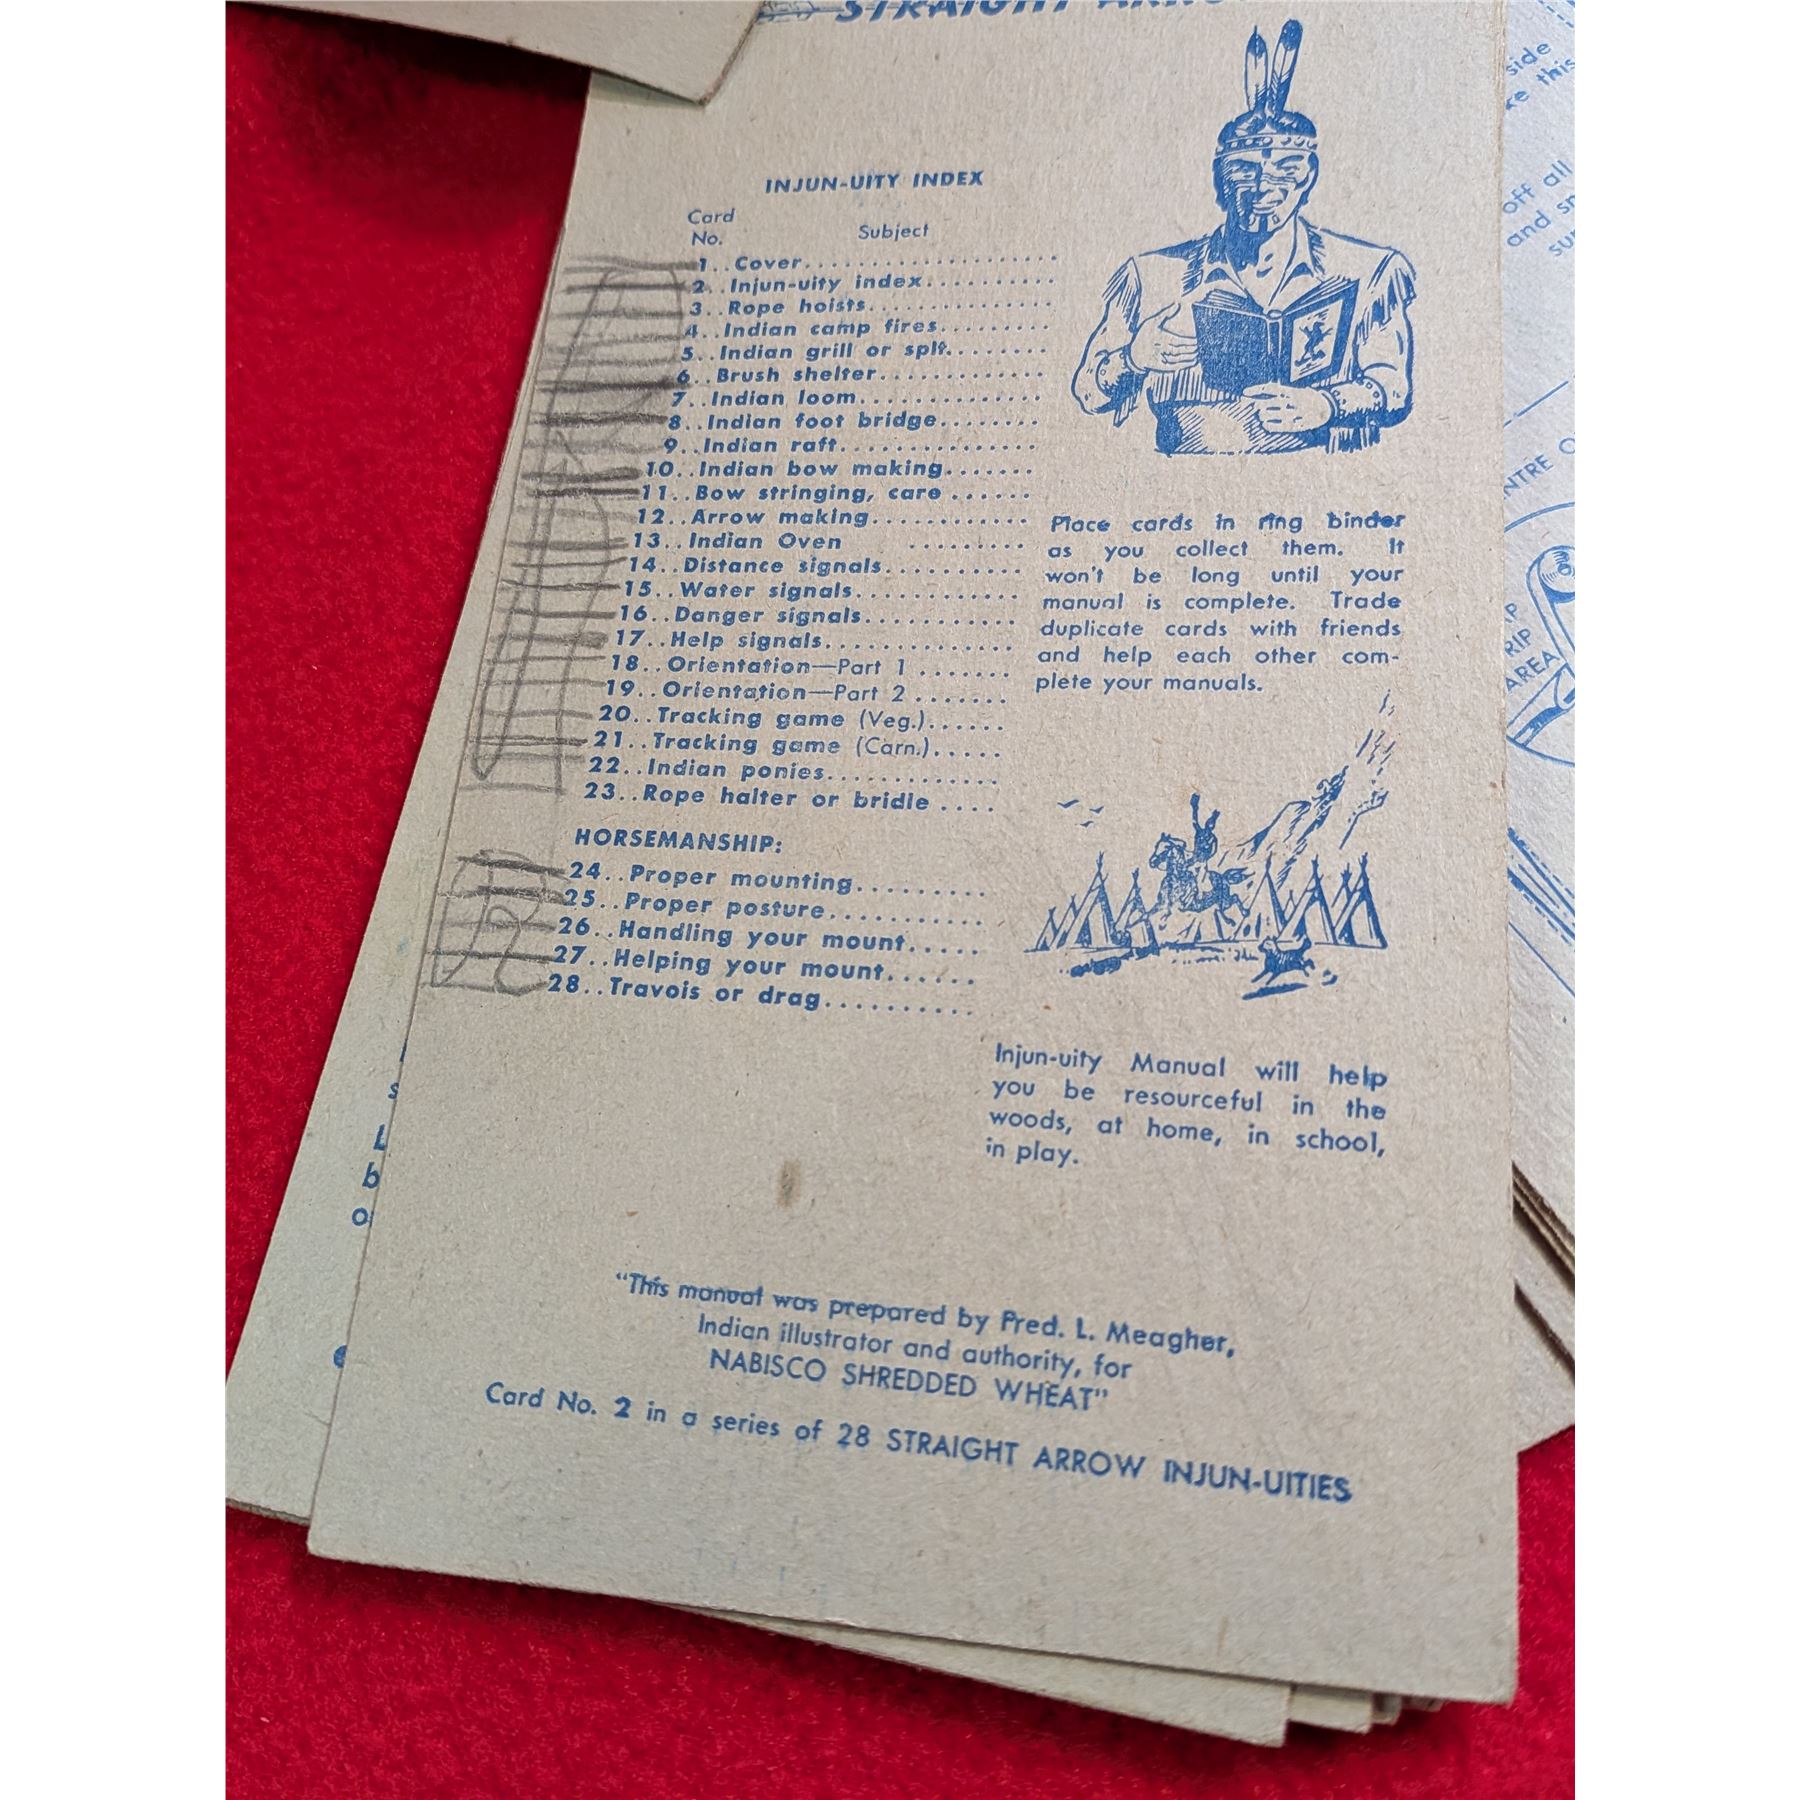 STRAIGHT
INJUN-UITY INDEX
Card
No. Subject
1..Cover....................
2..Injun-uity index..........
3..Rope hoists...............
4..Indian camp fires.........
5..Indian grill or spit........
6..Brush shelter.............
7..Indian loom..............
8..Indian foot bridge........
9..Indian raft................
10..Indian bow making.......
11..Bow stringing, care ......
12..Arrow making............
13..Indian Oven .........
14..Distance signals..........
15..Water signals............
16..Danger signals...........
17..Help signals..............
18..Orientation—Part 1 .......
19..Orientation—Part 2 .......
20..Tracking game (Veg.)......
21..Tracking game (Carn.).....
22..Indian ponies.............
23..Rope halter or bridle ....
HORSEMANSHIP:
24..Proper mounting.........
25..Proper posture...........
26..Handling your mount.....
27..Helping your mount......
28..Travois or drag..........
Place cards in ring binder
as you collect them. It
won't be long until your
manual is complete. Trade
duplicate cards with friends
and help each other com-
plete your manuals.
Injun-uity Manual will help
you be resourceful in the
woods, at home, in school,
in play.
"This manual was prepared by Fred. L. Meagher,
Indian illustrator and authority, for
NABISCO SHREDDED WHEAT"
Card No. 2 in a series of 28 STRAIGHT ARROW INJUN-UITIES
side
this
off all
and
AREA